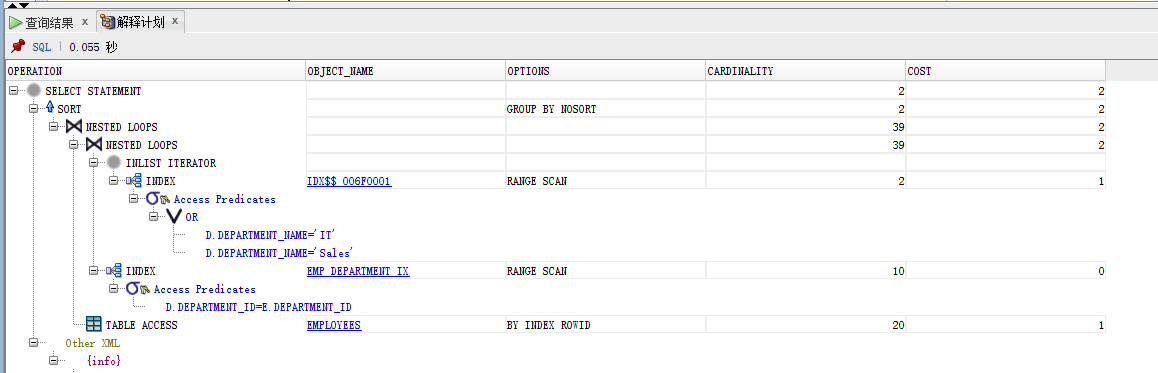 查询结果 x 解释计划 x
SQL | 0.055 秒
OPERATION OBJECT_NAME OPTIONS CARDINALITY COST
SELECT STATEMENT 2 2
SORT GROUP BY NOSORT 2 2
NESTED LOOPS 39 2
NESTED LOOPS 39 2
INLIST ITERATOR
INDEX IDX$$_006F0001 RANGE SCAN 2 1
Access Predicates
OR
D.DEPARTMENT_NAME='IT'
D.DEPARTMENT_NAME='Sales'
INDEX EMP_DEPARTMENT_IX RANGE SCAN 10 0
Access Predicates
D.DEPARTMENT_ID=E.DEPARTMENT_ID
TABLE ACCESS EMPLOYEES BY INDEX ROWID 20 1
Other XML
{info}